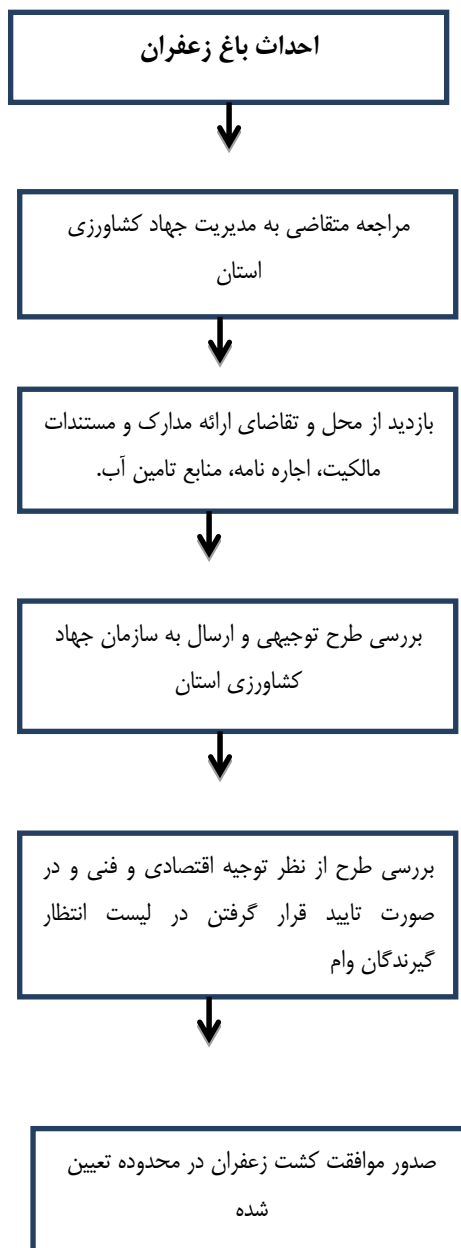 احداث باغ زعفران
مراجعه متقاضی به مدیریت جهاد کشاورزی
استان
بازدید از محل و تقاضای ارائه مدارک و مستندات
مالکیت، اجاره نامه، منابع تامین آب.
بررسی طرح توجیهی و ارسال به سازمان جهاد
کشاورزی استان
بررسی طرح از نظر توجیه اقتصادی و فنی و در
صورت تایید قرار گرفتن در لیست انتظار
گیرندگان وام
صدور موافقت کشت زعفران در محدوده تعیین
شده